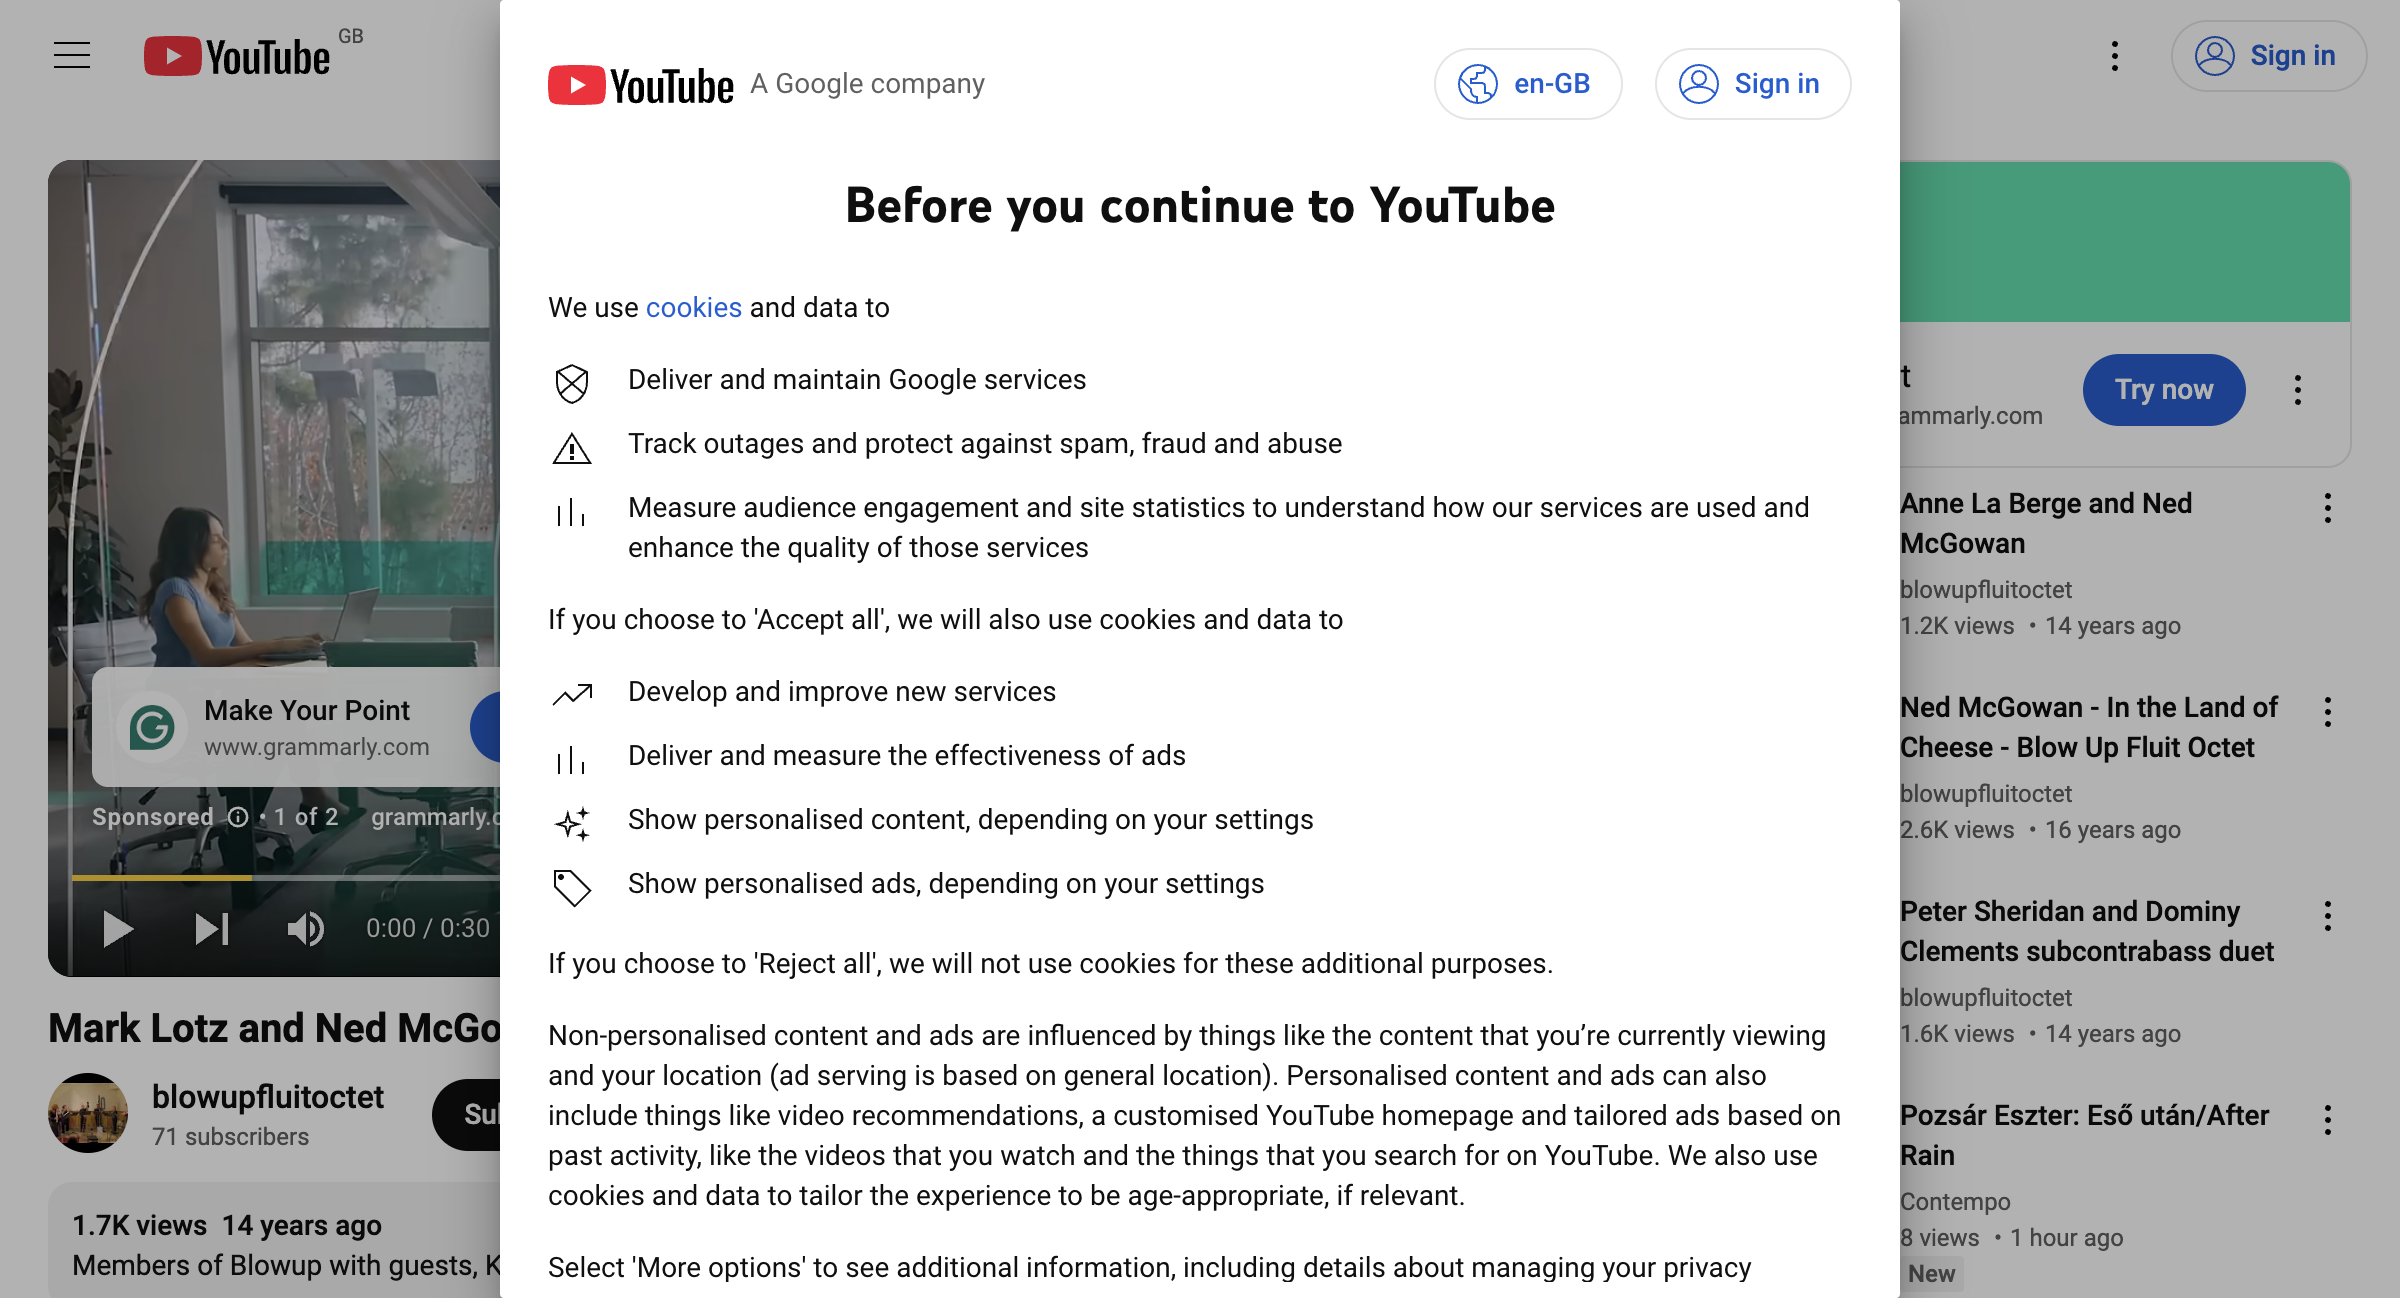 YouTube GB
Sign in
YouTube A Google company
en-GB
Sign in
Before you continue to YouTube
We use cookies and data to
Deliver and maintain Google services
Track outages and protect against spam, fraud and abuse
Measure audience engagement and site statistics to understand how our services are used and
enhance the quality of those services
If you choose to 'Accept all', we will also use cookies and data to
Develop and improve new services
Deliver and measure the effectiveness of ads
Show personalised content, depending on your settings
Show personalised ads, depending on your settings
If you choose to 'Reject all', we will not use cookies for these additional purposes.
Non-personalised content and ads are influenced by things like the content that you’re currently viewing
and your location (ad serving is based on general location). Personalised content and ads can also
include things like video recommendations, a customised YouTube homepage and tailored ads based on
past activity, like the videos that you watch and the things that you search for on YouTube. We also use
cookies and data to tailor the experience to be age-appropriate, if relevant.
Select 'More options' to see additional information, including details about managing your privacy
Make Your Point
www.grammarly.com
Sponsored • 1 of 2 grammarly.c
0:00 / 0:30
Mark Lotz and Ned McGo
blowupfluitoctet
71 subscribers
Sul
1.7K views 14 years ago
Members of Blowup with guests, K
t
ammarly.com
Try now
Anne La Berge and Ned
McGowan
blowupfluitoctet
1.2K views • 14 years ago
Ned McGowan - In the Land of
Cheese - Blow Up Fluit Octet
blowupfluitoctet
2.6K views • 16 years ago
Peter Sheridan and Dominy
Clements subcontrabass duet
blowupfluitoctet
1.6K views • 14 years ago
Pozsár Eszter: Eső után/After
Rain
Contempo
8 views • 1 hour ago
New